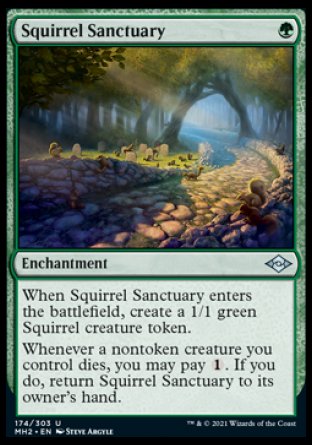 Squirrel Sanctuary
Enchantment
When Squirrel Sanctuary enters
the battlefield, create a 1/1 green
Squirrel creature token.
Whenever a nontoken creature you
control dies, you may pay 1. If you
do, return Squirrel Sanctuary to its
owner's hand.
174/303 U
MH2 • EN Steve Argyle
™ & © 2021 Wizards of the Coast